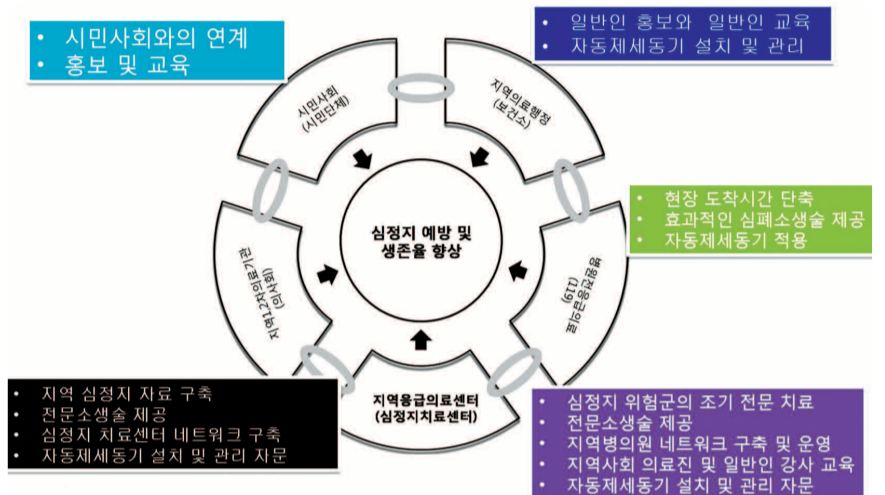 • 시민사회와의 연계
• 홍보 및 교육
• 일반인 홍보와 일반인 교육
• 자동제세동기 설치 및 관리
시민사회
(시민단체)
지역의료행정
(보건소)
• 현장 도착시간 단축
• 효과적인 심폐소생술 제공
• 자동제세동기 적용
심정지 예방 및
생존율 향상
지역1,2차의료기관
(의사회)
병원전응급의료
(119)
지역응급의료센터
(심정지치료센터)
• 지역 심정지 자료 구축
• 전문소생술 제공
• 심정지 치료센터 네트워크 구축
• 자동제세동기 설치 및 관리 자문
• 심정지 위험군의 조기 전문 치료
• 전문소생술 제공
• 지역병의원 네트워크 구축 및 운영
• 지역사회 의료진 및 일반인 강사 교육
• 자동제세동기 설치 및 관리 자문